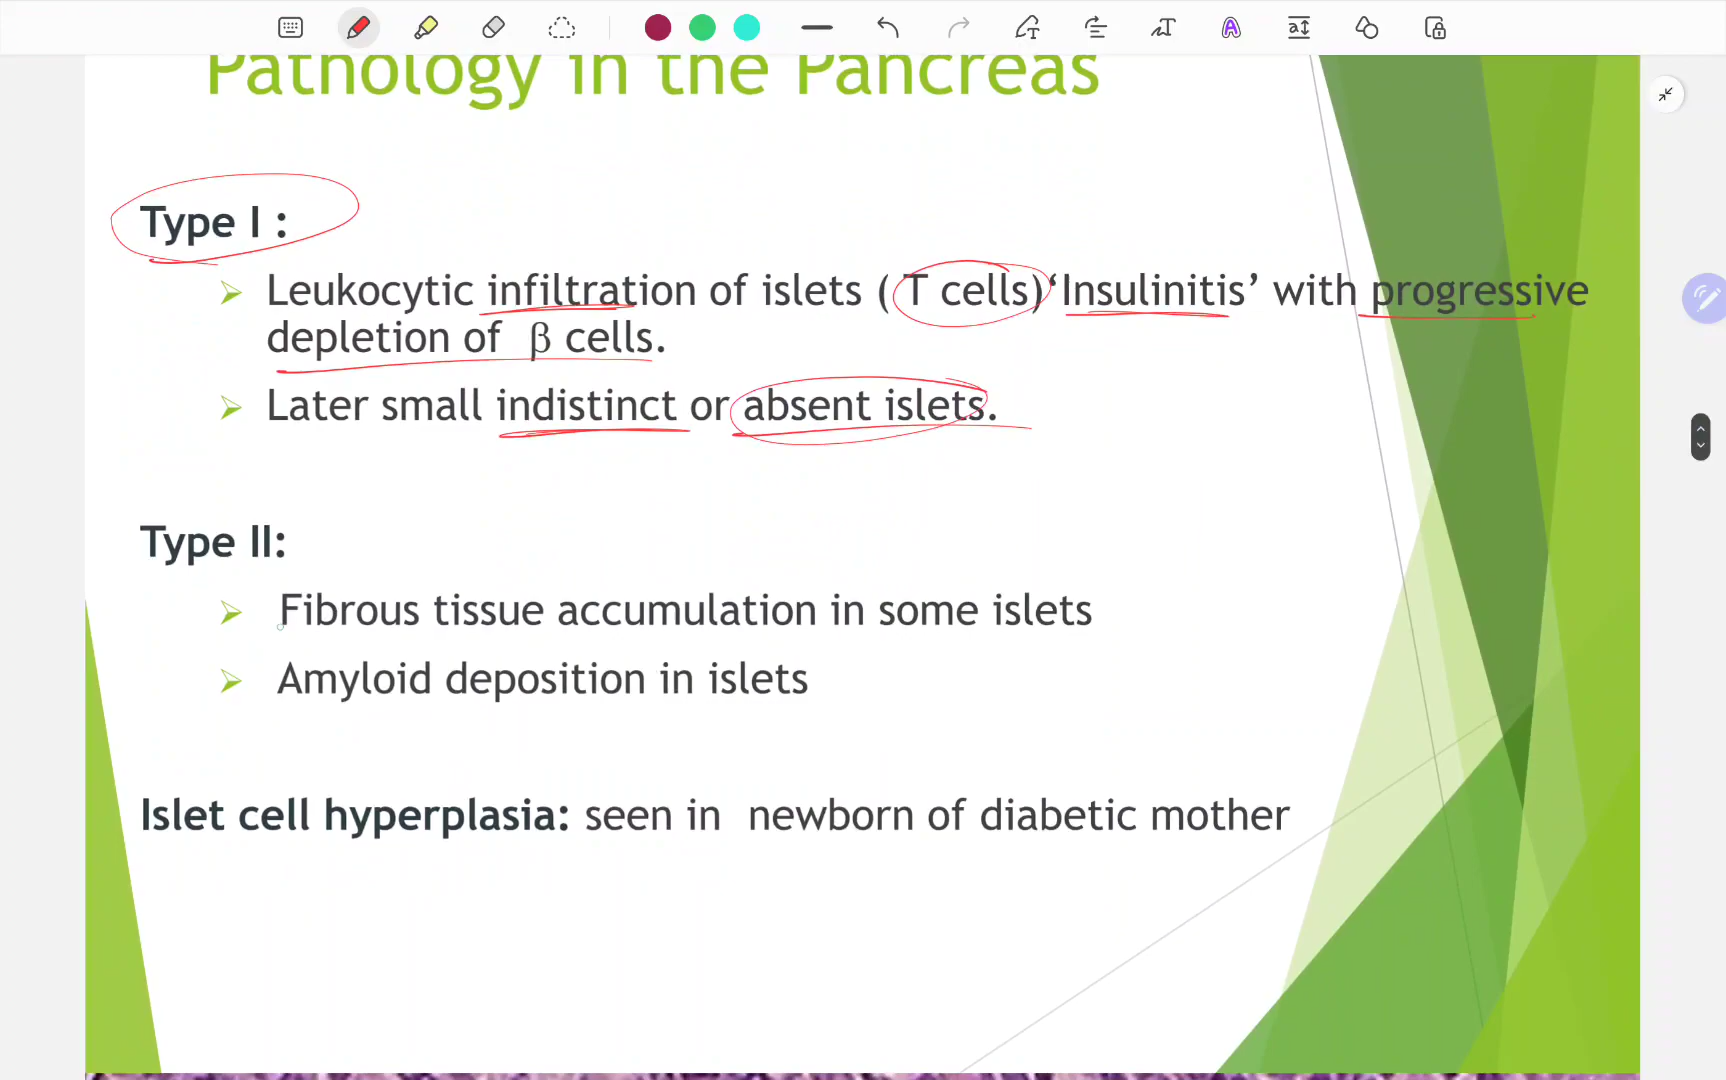 Pathology in the Pancreas
Type I :
Leukocytic infiltration of islets ( T cells)‘Insulinitis’ with progressive
depletion of β cells.
Later small indistinct or absent islets.
Type II:
Fibrous tissue accumulation in some islets
Amyloid deposition in islets
Islet cell hyperplasia: seen in newborn of diabetic mother